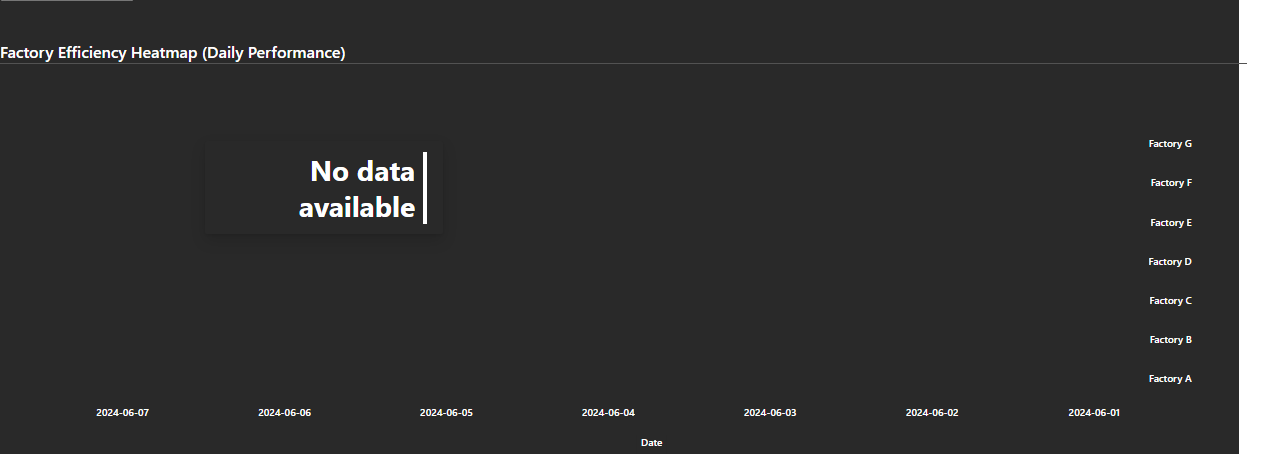 Factory Efficiency Heatmap (Daily Performance)
No data
available
Factory G
Factory F
Factory E
Factory D
Factory C
Factory B
Factory A
2024-06-07
2024-06-06
2024-06-05
2024-06-04
2024-06-03
2024-06-02
2024-06-01
Date